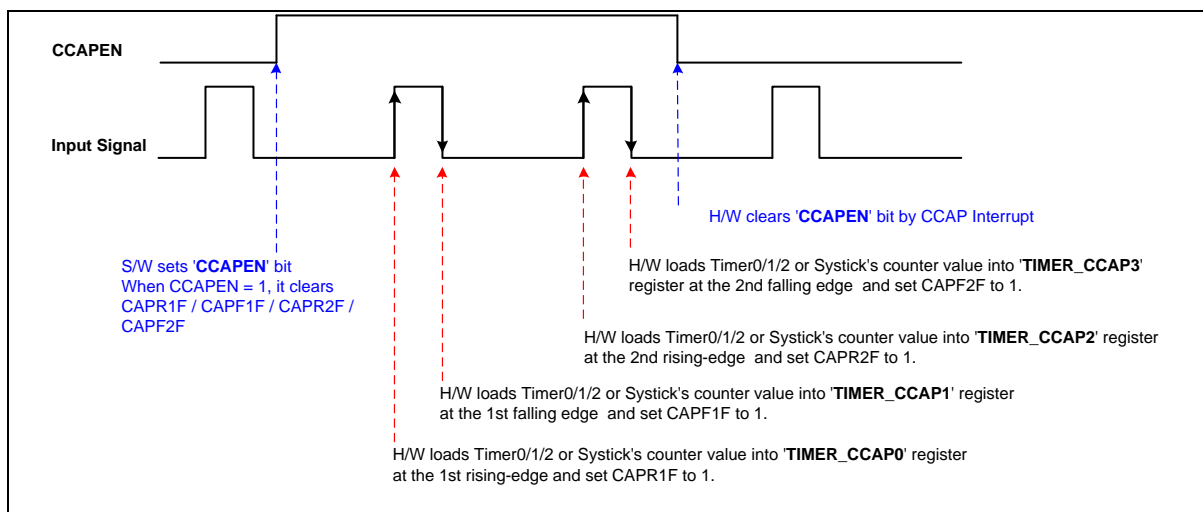 CCAPEN
Input Signal
H/W clears 'CCAPEN' bit by CCAP Interrupt
S/W sets 'CCAPEN' bit
When CCAPEN = 1, it clears
CAPR1F / CAPF1F / CAPR2F /
CAPF2F
H/W loads Timer0/1/2 or Systick's counter value into 'TIMER_CCAP3'
register at the 2nd falling edge and set CAPF2F to 1.
H/W loads Timer0/1/2 or Systick's counter value into 'TIMER_CCAP2' register
at the 2nd rising-edge and set CAPR2F to 1.
H/W loads Timer0/1/2 or Systick's counter value into 'TIMER_CCAP1' register
at the 1st falling edge and set CAPF1F to 1.
H/W loads Timer0/1/2 or Systick's counter value into 'TIMER_CCAP0' register
at the 1st rising-edge and set CAPR1F to 1.